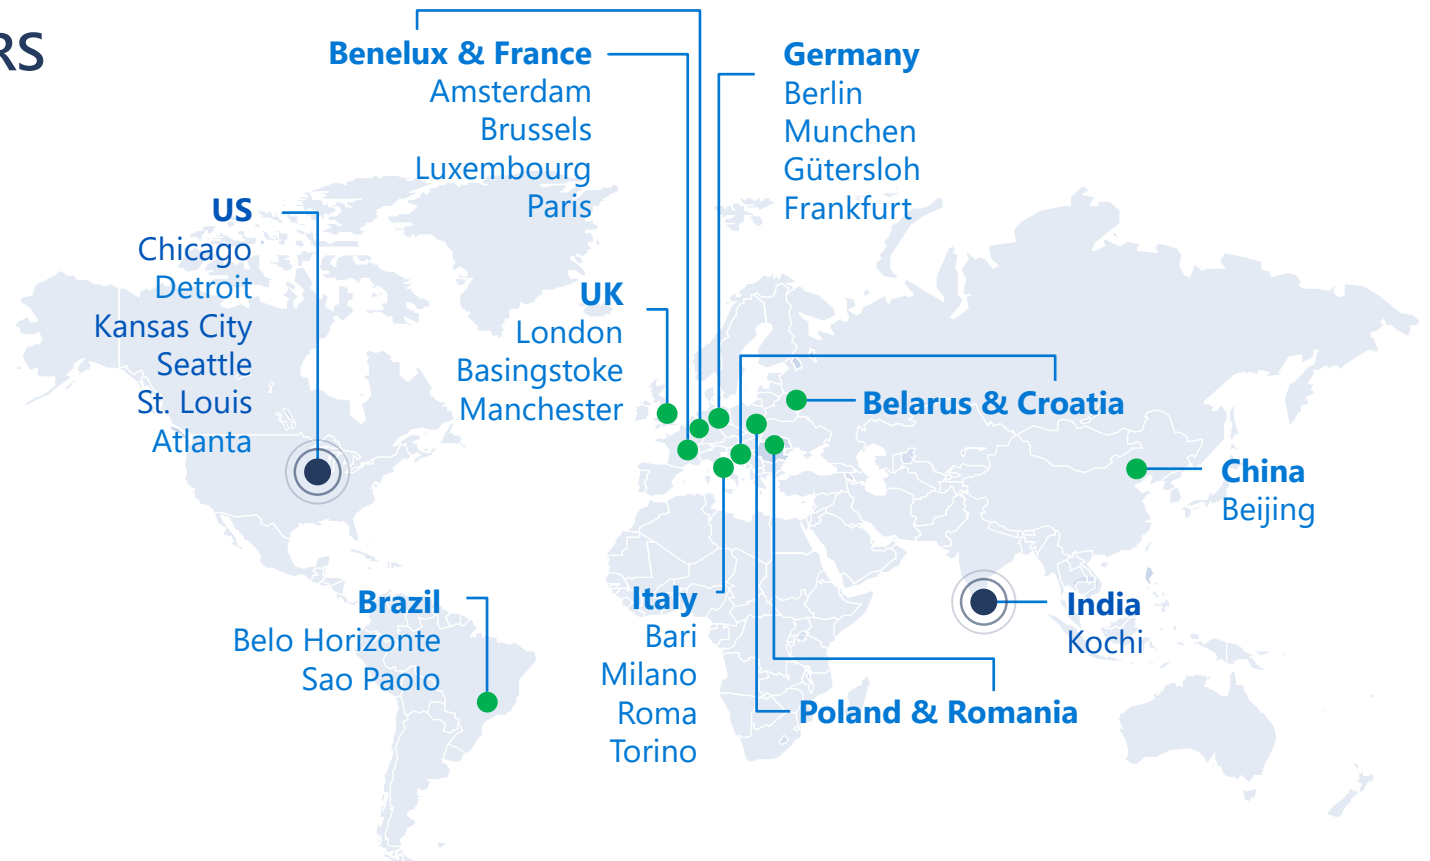 RS
Benelux & France
Amsterdam
Brussels
Luxembourg
Paris
Germany
Berlin
Munchen
Gütersloh
Frankfurt
US
Chicago
Detroit
Kansas City
Seattle
St. Louis
Atlanta
UK
London
Basingstoke
Manchester
Belarus & Croatia
China
Beijing
Brazil
Belo Horizonte
Sao Paolo
Italy
Bari
Milano
Roma
Torino
India
Kochi
Poland & Romania